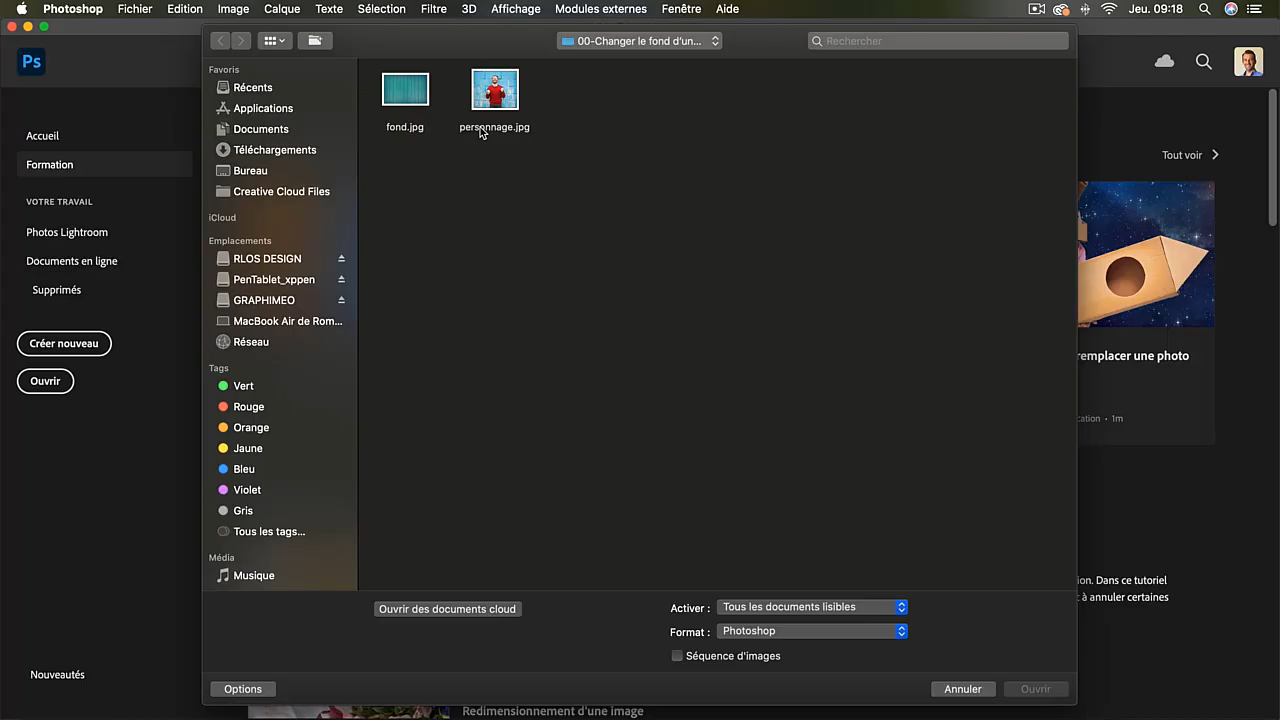 Photoshop Fichier Edition Image Calque Texte Sélection Filtre 3D Affichage Modules externes Fenêtre Aide Jeu. 09:18
Ps
00-Changer le fond d'un...
Rechercher
Accueil
Formation
VOTRE TRAVAIL
Photos Lightroom
Documents en ligne
Supprimés
Créer nouveau
Ouvrir
Nouveautés
Favoris
Récents
Applications
Documents
Téléchargements
Bureau
Creative Cloud Files
iCloud
Emplacements
RLOS DESIGN
PenTablet_xppen
GRAPHIMEO
MacBook Air de Rom...
Réseau
Tags
Vert
Rouge
Orange
Jaune
Bleu
Violet
Gris
Tous les tags...
Média
Musique
fond.jpg
personnage.jpg
Ouvrir des documents cloud
Activer : Tous les documents lisibles
Format : Photoshop
Séquence d'images
Options
Annuler
Ouvrir
Tout voir
remplacer une photo
cation • 1m
ion. Dans ce tutoriel
à annuler certaines
Redimensionnement d'une image